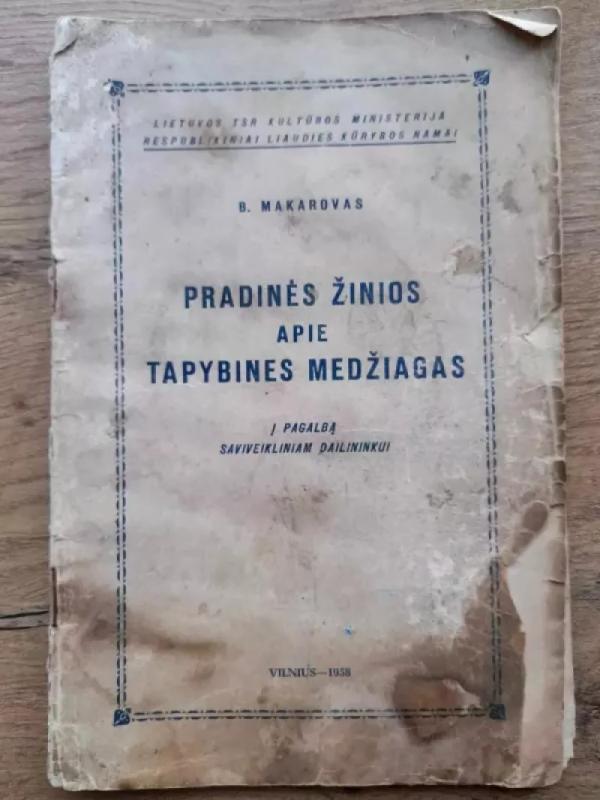 LIETUVOS TSR KULTŪROS MINISTERIJA
RESPUBLIKINIAI LIAUDIES KŪRYBOS NAMAI
B. MAKAROVAS
PRADINĖS ŽINIOS
APIE
TAPYBINES MEDŽIAGAS
Į PAGALBĄ
SAVIVEIKLINIAM DAILININKUI
VILNIUS—1958